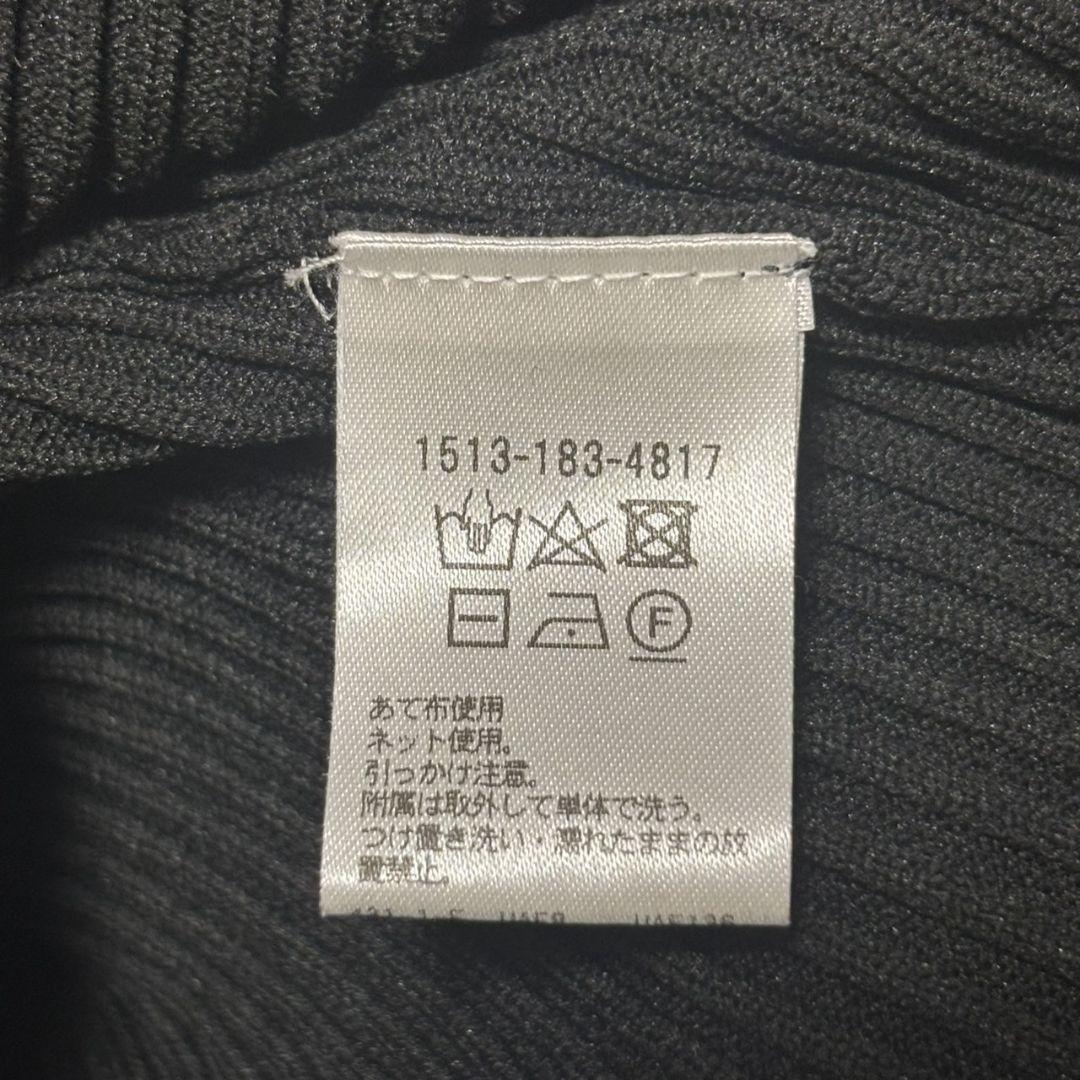 1513-183-4817
F
あて布使用
ネット使用。
引っかけ注意。
附属は取外して単体で洗う。
つけ置き洗い・濡れたままの放
置禁止。